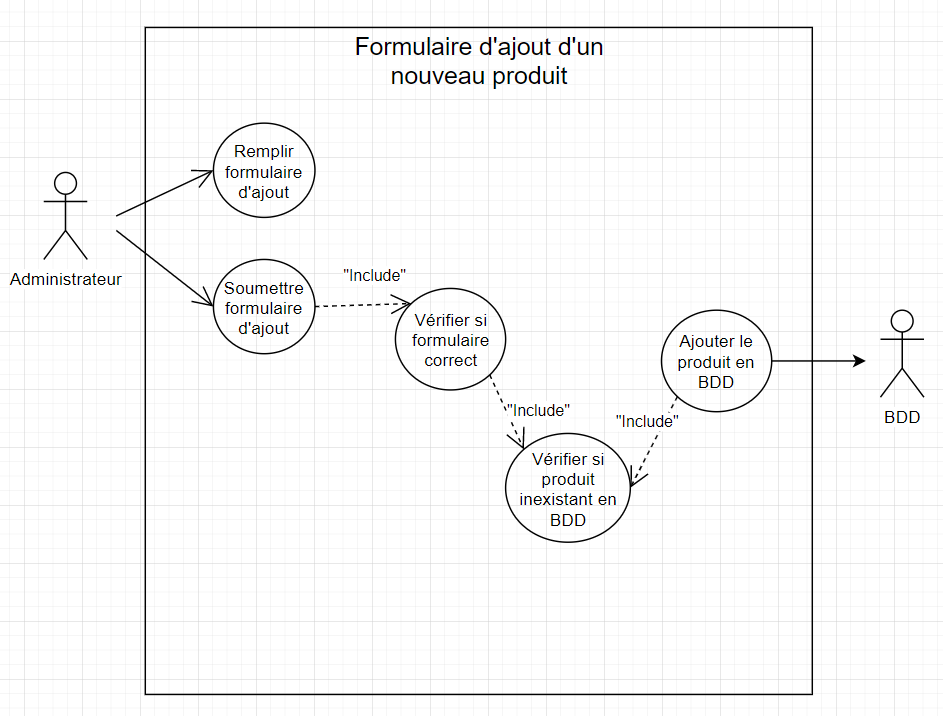 Formulaire d'ajout d'un
nouveau produit
Remplir
formulaire
d'ajout
Administrateur
Soumettre
formulaire
d'ajout
"Include"
Vérifier si
formulaire
correct
"Include"
Vérifier si
produit
inexistant en
BDD
"Include"
Ajouter le
produit en
BDD
BDD